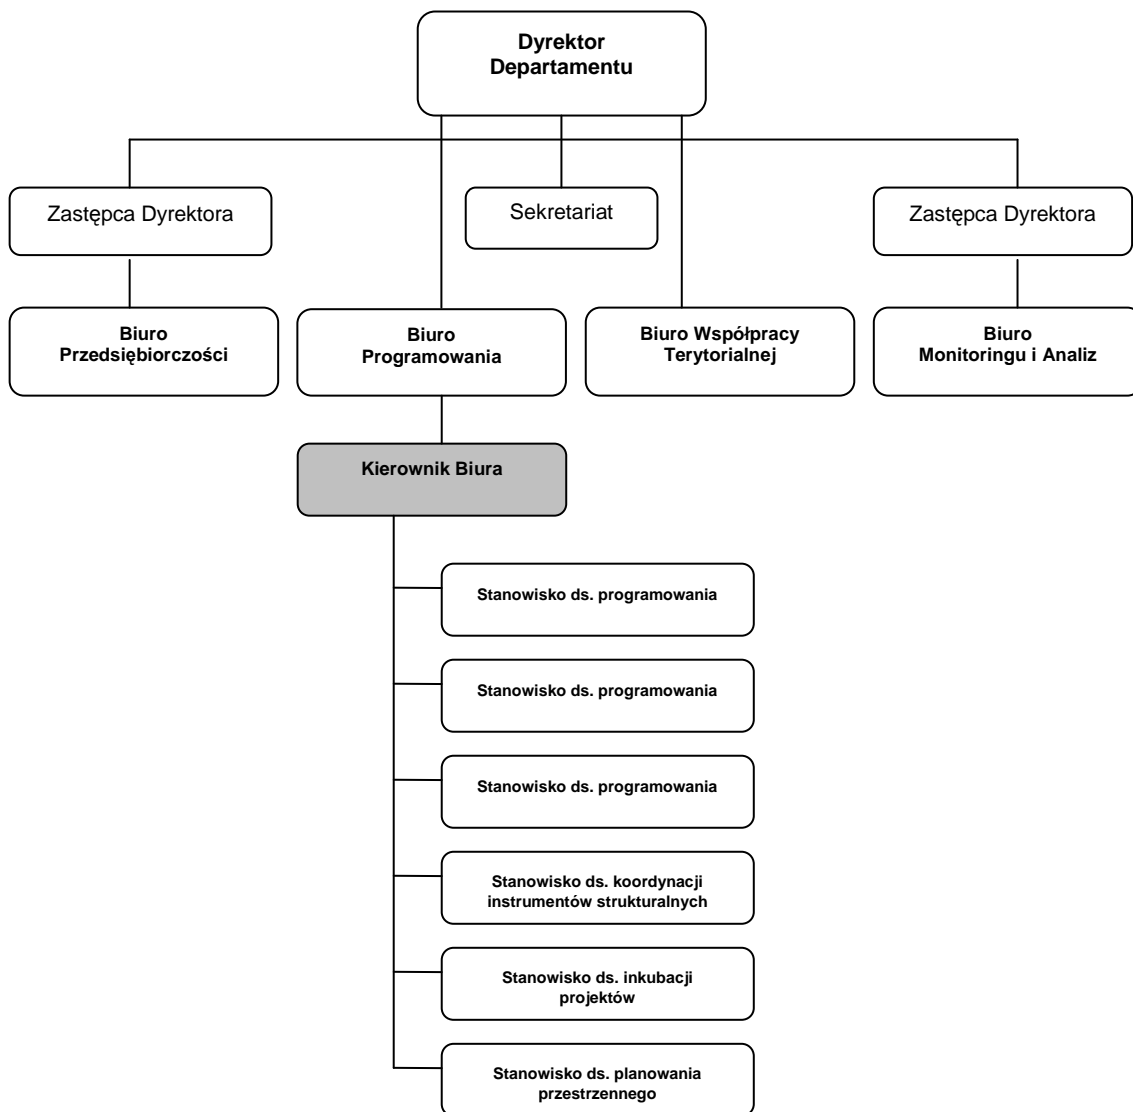 Dyrektor
Departamentu
Zastępca Dyrektora
Sekretariat
Zastępca Dyrektora
Biuro
Przedsiębiorczości
Biuro
Programowania
Biuro Współpracy
Terytorialnej
Biuro
Monitoringu i Analiz
Kierownik Biura
Stanowisko ds. programowania
Stanowisko ds. programowania
Stanowisko ds. programowania
Stanowisko ds. koordynacji
instrumentów strukturalnych
Stanowisko ds. inkubacji
projektów
Stanowisko ds. planowania
przestrzennego